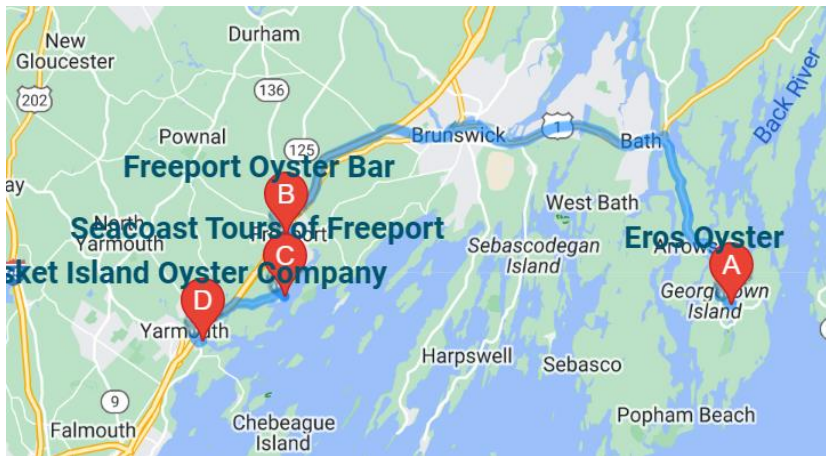 Durham
New
Gloucester
202
136
Pownal
125
Brunswick
1
Bath
Back River
Freeport Oyster Bar
B
West Bath
North
Yarmouth
Seacoast Tours of Freeport
Eros Oyster
Sebascodegan
Island
C
A
sket Island Oyster Company
D
Yarmouth
Harpswell
Sebasco
9
Chebeague
Island
Falmouth
Popham Beach